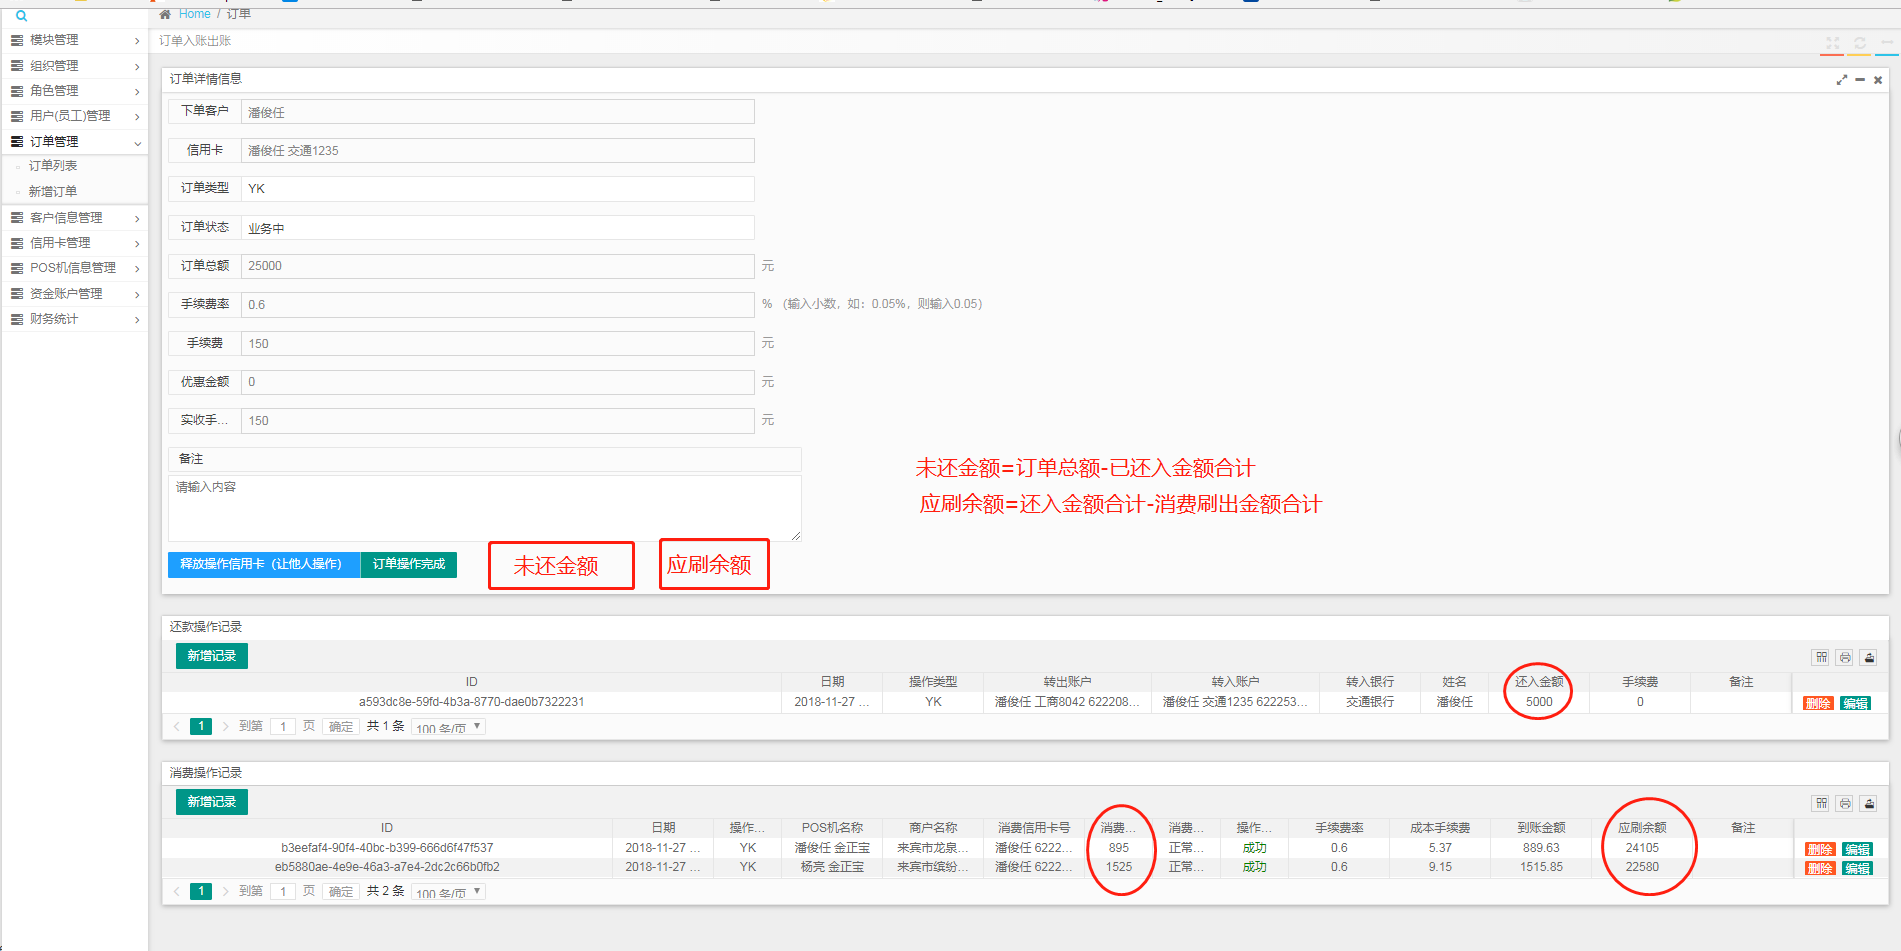 Home / 订单
模块管理
组织管理
角色管理
用户(员工)管理
订单管理
订单列表
新增订单
客户信息管理
信用卡管理
POS机信息管理
资金账户管理
财务统计
订单入账出账
订单详情信息
下单客户 潘俊任
信用卡 潘俊任 交通1235
订单类型 YK
订单状态 业务中
订单总额 25000 元
手续费率 0.6 % (输入小数，如：0.05%，则输入0.05)
手续费 150 元
优惠金额 0 元
实收手... 150 元
备注
请输入内容
未还金额=订单总额-已还入金额合计
应刷余额=还入金额合计-消费刷出金额合计
释放操作信用卡（让他人操作） 订单操作完成 未还金额 应刷余额
还款操作记录
新增记录
ID 日期 操作类型 转出账户 转入账户 转入银行 姓名 还入金额 手续费 备注
a593dc8e-59fd-4b3a-8770-dae0b7322231 2018-11-27 ... YK 潘俊任 工商8042 622208... 潘俊任 交通1235 622253... 交通银行 潘俊任 5000 0 删除 编辑
1 到第 1 页 确定 共 1 条 100 条/页
消费操作记录
新增记录
ID 日期 操作... POS机名称 商户名称 消费信用卡号 消费... 消费... 操作... 手续费率 成本手续费 到账金额 应刷余额 备注
b3eefaf4-90f4-40bc-b399-666d6f47f537 2018-11-27 ... YK 潘俊任 金正宝 来宾市龙泉... 潘俊任 6222... 895 正常... 成功 0.6 5.37 889.63 24105 删除 编辑
eb5880ae-4e9e-46a3-a7e4-2dc2c66b0fb2 2018-11-27 ... YK 杨亮 金正宝 来宾市缤纷... 潘俊任 6222... 1525 正常... 成功 0.6 9.15 1515.85 22580 删除 编辑
1 到第 1 页 确定 共 2 条 100 条/页